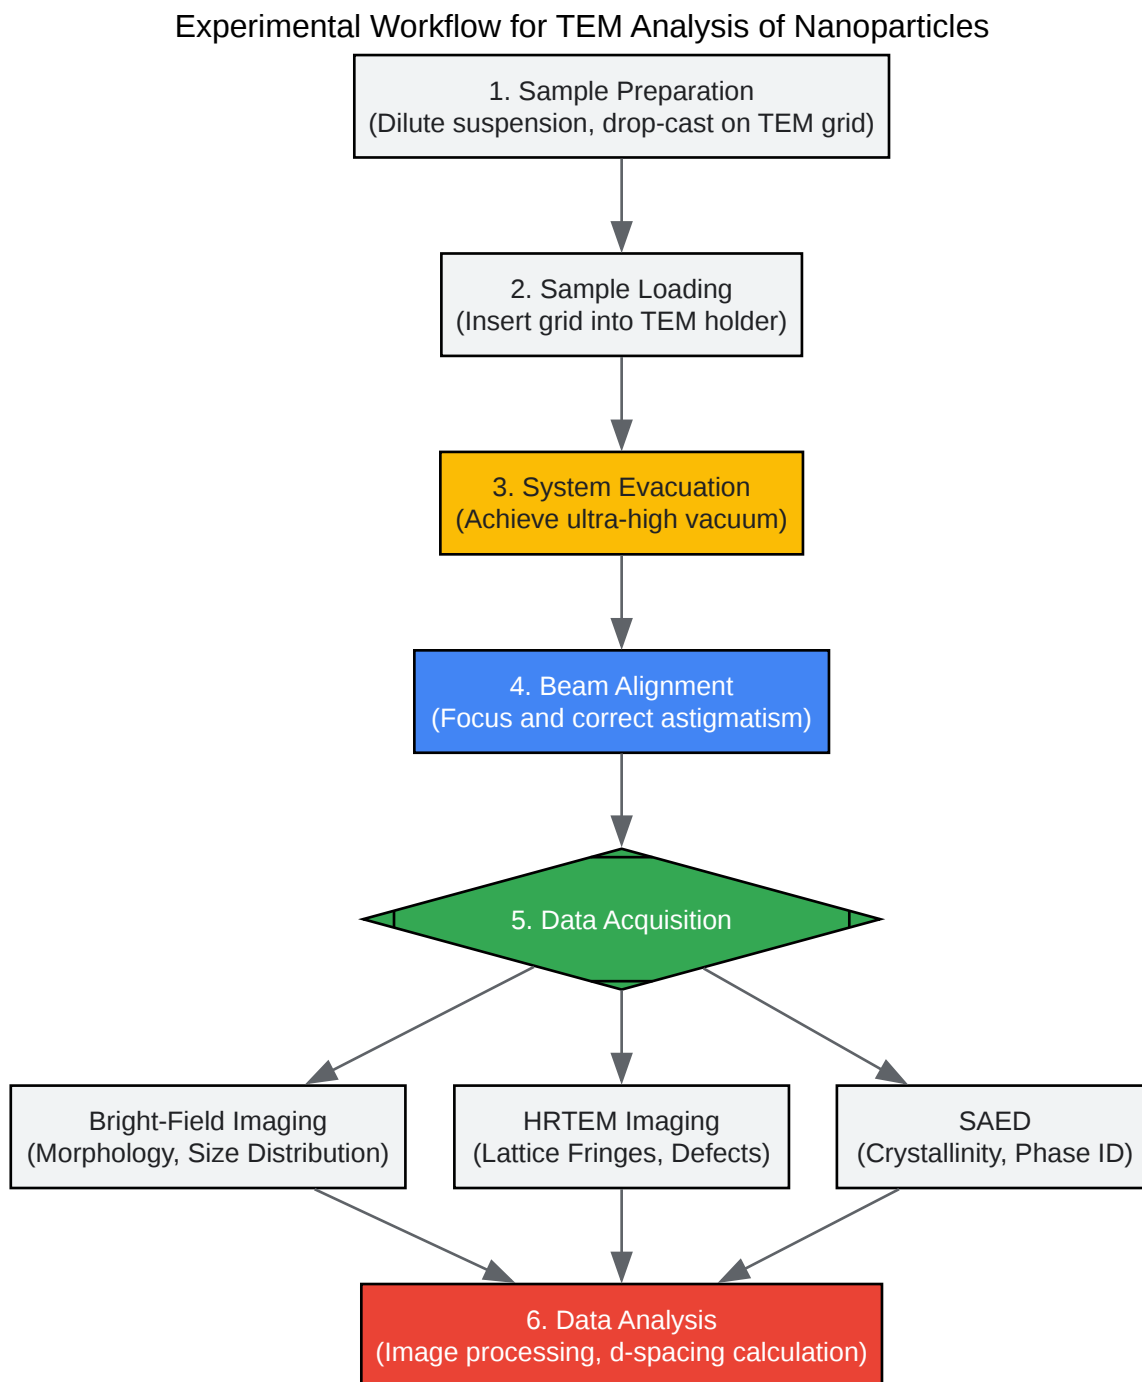 Experimental Workflow for TEM Analysis of Nanoparticles
1. Sample Preparation
(Dilute suspension, drop-cast on TEM grid)
2. Sample Loading
(Insert grid into TEM holder)
3. System Evacuation
(Achieve ultra-high vacuum)
4. Beam Alignment
(Focus and correct astigmatism)
5. Data Acquisition
Bright-Field Imaging
(Morphology, Size Distribution)
HRTEM Imaging
(Lattice Fringes, Defects)
SAED
(Crystallinity, Phase ID)
6. Data Analysis
(Image processing, d-spacing calculation)